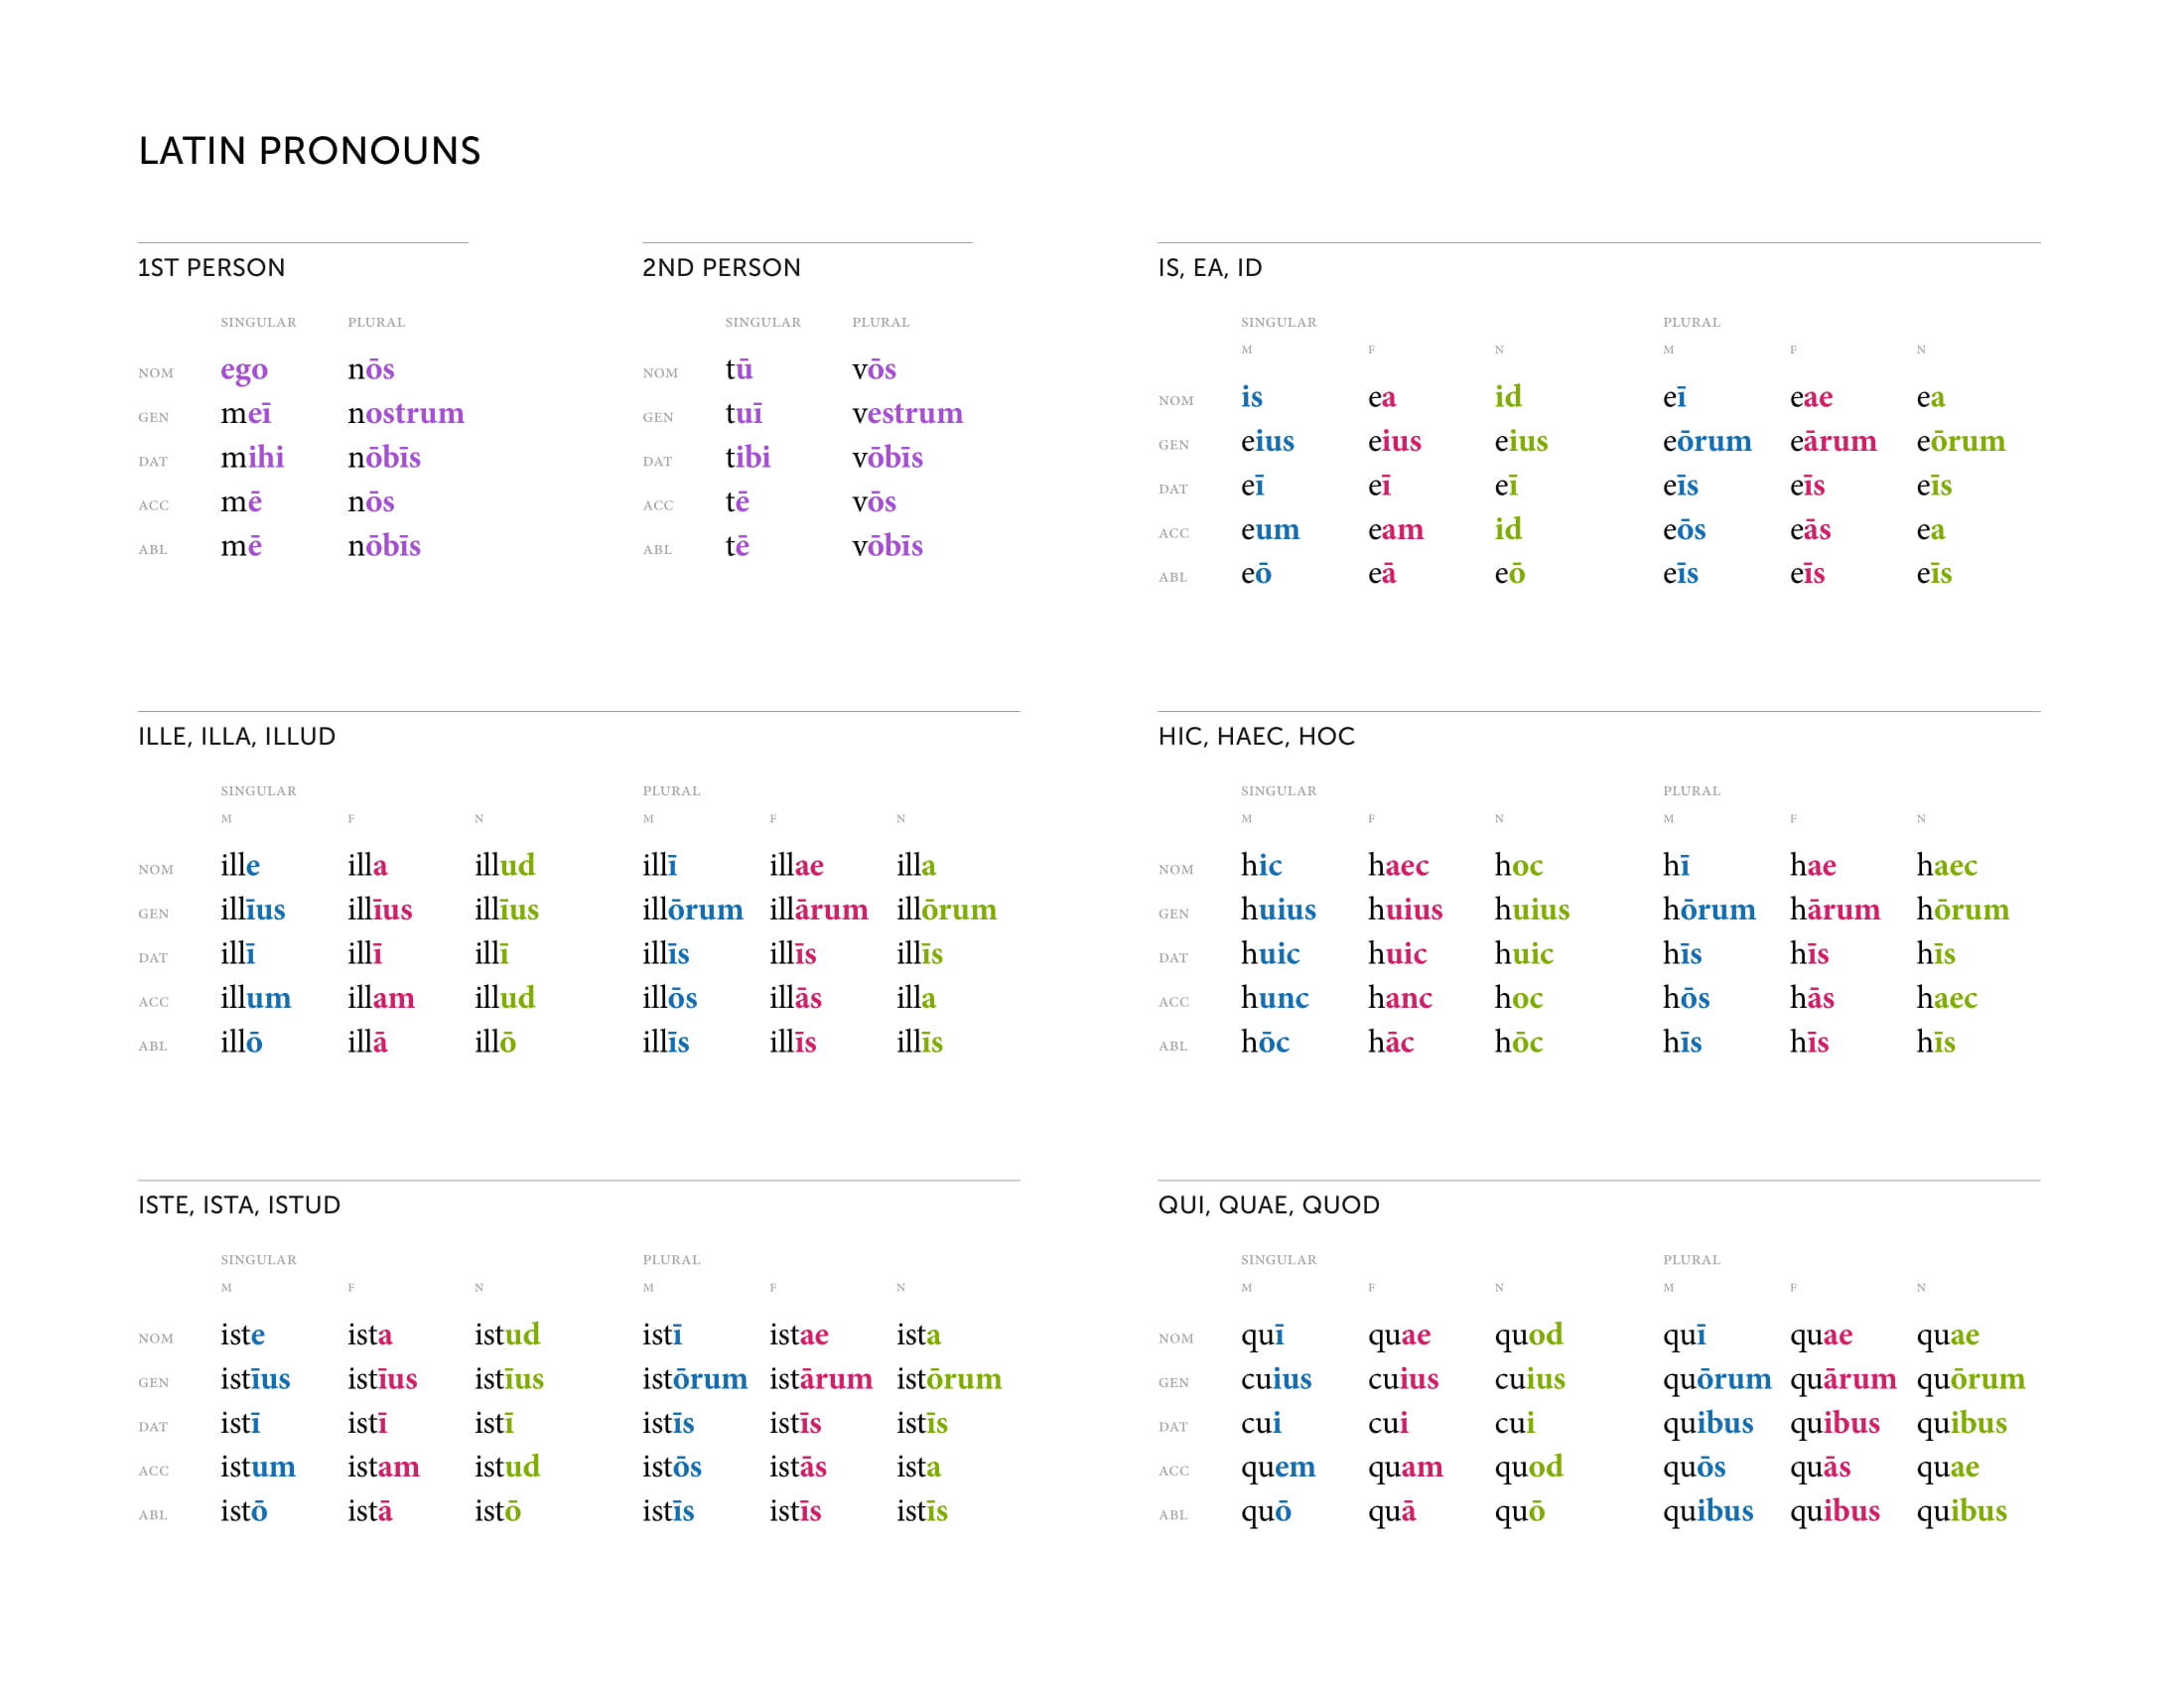 LATIN PRONOUNS
1ST PERSON
SINGULAR PLURAL
NOM ego nōs
GEN meī nostrum
DAT mihi nōbīs
ACC mē nōs
ABL mē nōbīs
2ND PERSON
SINGULAR PLURAL
NOM tū vōs
GEN tuī vestrum
DAT tibi vōbīs
ACC tē vōs
ABL tē vōbīs
IS, EA, ID
SINGULAR PLURAL
M F N M F N
NOM is ea id eī eae ea
GEN eius eius eius eōrum eārum eōrum
DAT eī eī eī eīs eīs eīs
ACC eum eam id eōs eās ea
ABL eō eā eō eīs eīs eīs
ILLE, ILLA, ILLUD
SINGULAR PLURAL
M F N M F N
NOM ille illa illud illī illae illa
GEN illīus illīus illīus illōrum illārum illōrum
DAT illī illī illī illīs illīs illīs
ACC illum illam illud illōs illās illa
ABL illō illā illō illīs illīs illīs
HIC, HAEC, HOC
SINGULAR PLURAL
M F N M F N
NOM hic haec hoc hī hae haec
GEN huius huius huius hōrum hārum hōrum
DAT huic huic huic hīs hīs hīs
ACC hunc hanc hoc hōs hās haec
ABL hōc hāc hōc hīs hīs hīs
ISTE, ISTA, ISTUD
SINGULAR PLURAL
M F N M F N
NOM iste ista istud istī istae ista
GEN istīus istīus istīus istōrum istārum istōrum
DAT istī istī istī istīs istīs istīs
ACC istum istam istud istōs istās ista
ABL istō istā istō istīs istīs istīs
QUI, QUAE, QUOD
SINGULAR PLURAL
M F N M F N
NOM quī quae quod quī quae quae
GEN cuius cuius cuius quōrum quārum quōrum
DAT cui cui cui quibus quibus quibus
ACC quem quam quod quōs quās quae
ABL quō quā quō quibus quibus quibus